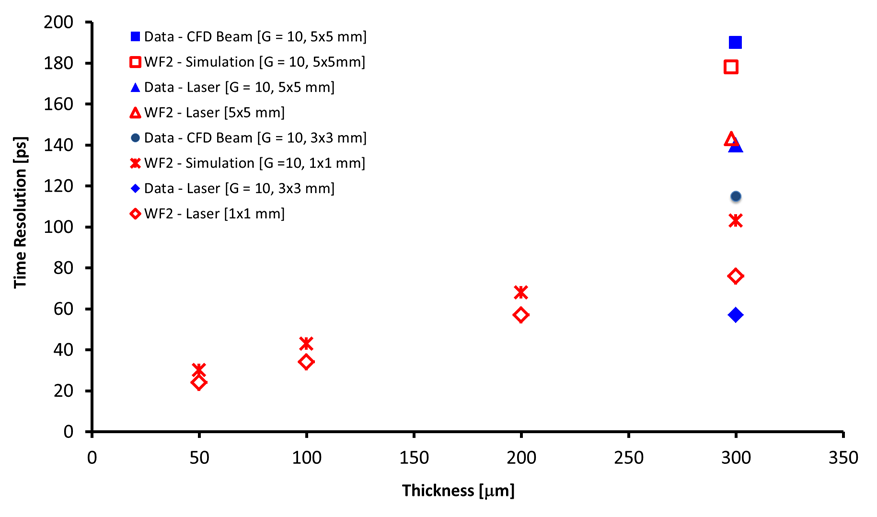 200
180
160
140
120
100
80
60
40
20
0
Time Resolution [ps]
Data - CFD Beam [G = 10, 5x5 mm]
WF2 - Simulation [G = 10, 5x5mm]
Data - Laser [G = 10, 5x5 mm]
WF2 - Laser [5x5 mm]
Data - CFD Beam [G = 10, 3x3 mm]
WF2 - Simulation [G =10, 1x1 mm]
Data - Laser [G = 10, 3x3 mm]
WF2 - Laser [1x1 mm]
0 50 100 150 200 250 300 350
Thickness [μm]